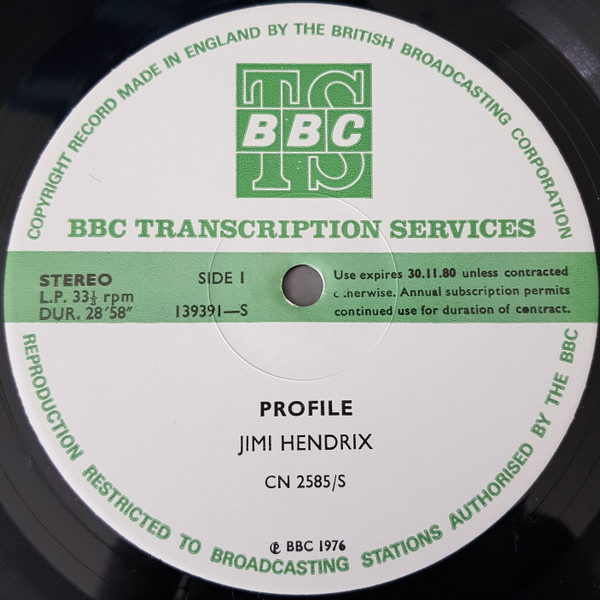 COPYRIGHT RECORD MADE IN ENGLAND BY THE BRITISH BROADCASTING CORPORATION
TS
BBC
BBC TRANSCRIPTION SERVICES
STEREO
L.P. 33⅓ rpm
DUR. 28′58″
SIDE 1
139391—S
Use expires 30.11.80 unless contracted
otherwise. Annual subscription permits
continued use for duration of contract.
PROFILE
JIMI HENDRIX
CN 2585/S
℗ BBC 1976
REPRODUCTION RESTRICTED TO BROADCASTING STATIONS AUTHORISED BY THE BBC